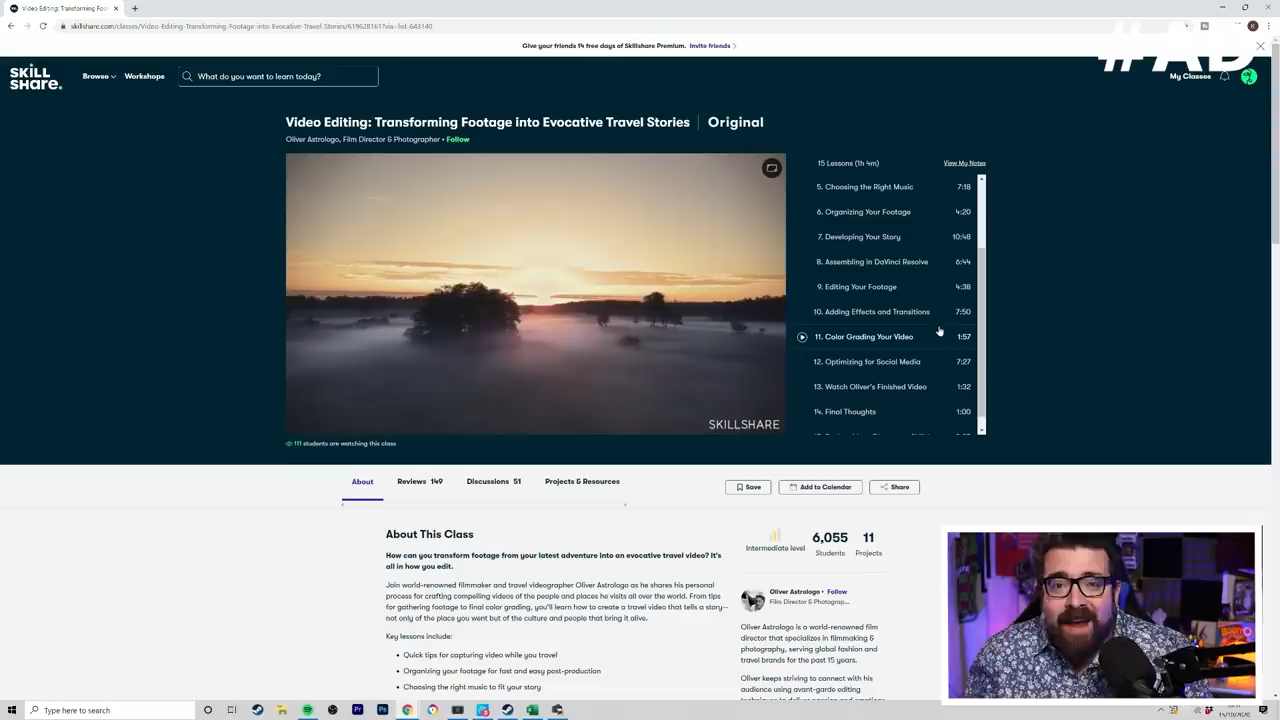 Video Editing: Transforming Foo
skillshare.com/classes/Video-Editing-Transforming-Footage-into-Evocative-Travel-Stories/61962816?via=list-643140
Give your friends 14 free days of Skillshare Premium. Invite friends
#AD
SKILL
SHARE.
Browse
Workshops
What do you want to learn today?
My Classes
Video Editing: Transforming Footage into Evocative Travel Stories | Original
Oliver Astrologo, Film Director & Photographer • Follow
15 Lessons (1h 4m)
View My Notes
5. Choosing the Right Music 7:18
6. Organizing Your Footage 4:20
7. Developing Your Story 10:48
8. Assembling in DaVinci Resolve 6:44
9. Editing Your Footage 4:38
10. Adding Effects and Transitions 7:50
11. Color Grading Your Video 1:57
12. Optimizing for Social Media 7:27
13. Watch Oliver's Finished Video 1:32
14. Final Thoughts 1:00
SKILLSHARE
111 students are watching this class
About
Reviews 149
Discussions 51
Projects & Resources
Save
Add to Calendar
Share
About This Class
How can you transform footage from your latest adventure into an evocative travel video? It's
all in how you edit.
Join world-renowned filmmaker and travel videographer Oliver Astrologo as he shares his personal
process for crafting compelling videos of the people and places he visits all over the world. From tips
for gathering footage to final color grading, you'll learn how to create a travel video that tells a story—
not only of the place you went but of the culture and people that bring it alive.
Key lessons include:
• Quick tips for capturing video while you travel
• Organizing your footage for fast and easy post-production
• Choosing the right music to fit your story
Intermediate level
6,055
Students
11
Projects
Oliver Astrologo • Follow
Film Director & Photograp...
Oliver Astrologo is a world-renowned film
director that specializes in filmmaking &
photography, serving global fashion and
travel brands for the past 15 years.
Oliver keeps striving to connect with his
audience using avant-garde editing
Type here to search
15/10/2020